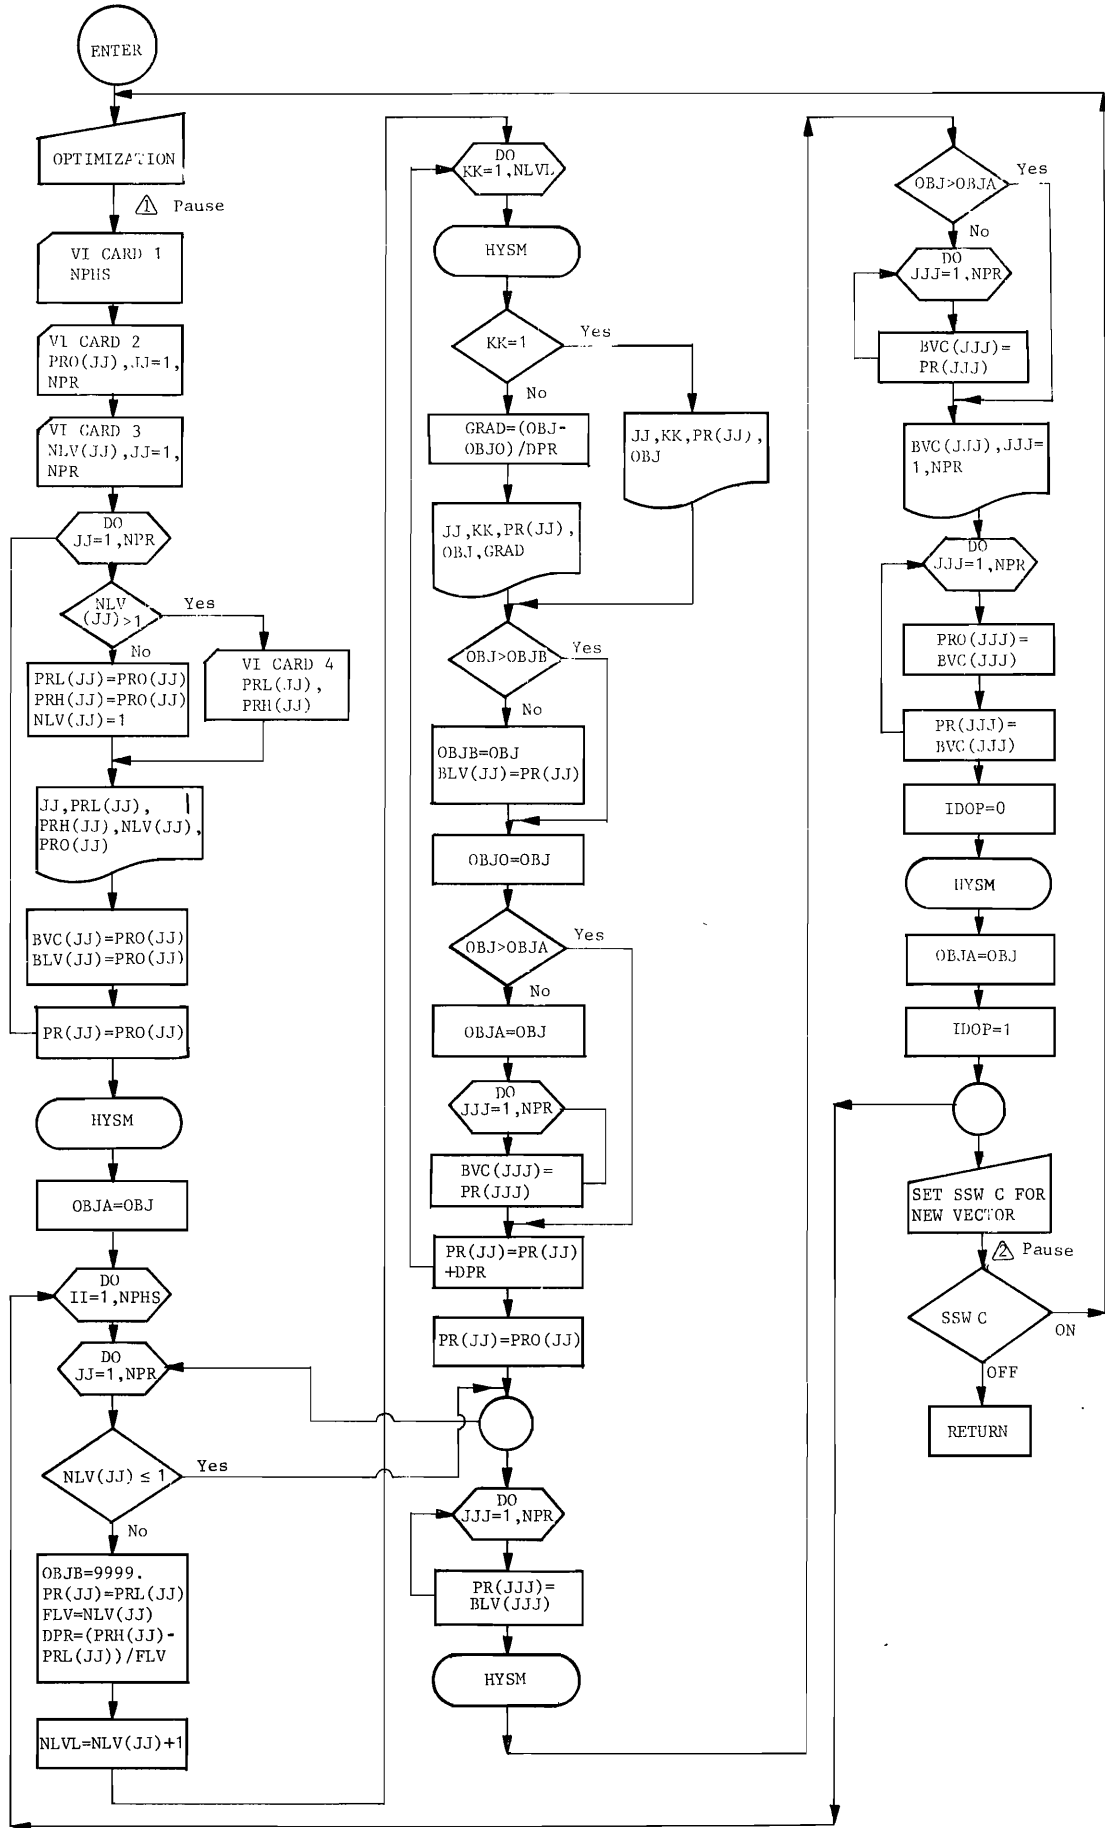 ENTER
OPTIMIZATION
1 Pause
VI CARD 1
NPHS
VI CARD 2
PRO(JJ),JJ=1,
NPR
VI CARD 3
NLV(JJ),JJ=1,
NPR
DO
JJ=1,NPR
NLV
(JJ)>1
Yes
No
PRL(JJ)=PRO(JJ)
PRH(JJ)=PRO(JJ)
NLV(JJ)=1
VI CARD 4
PRL(JJ),
PRH(JJ)
JJ,PRL(JJ),
PRH(JJ),NLV(JJ),
PRO(JJ)
BVC(JJ)=PRO(JJ)
BLV(JJ)=PRO(JJ)
PR(JJ)=PRO(JJ)
HYSM
OBJA=OBJ
DO
II=1,NPHS
DO
JJ=1,NPR
NLV(JJ) ≤ 1
Yes
No
OBJB=9999.
PR(JJ)=PRL(JJ)
FLV=NLV(JJ)
DPR=(PRH(JJ)-
PRL(JJ))/FLV
NLVL=NLV(JJ)+1
DO
KK=1,NLVL
HYSM
KK=1
Yes
No
GRAD=(OBJ-
OBJO)/DPR
JJ,KK,PR(JJ),
OBJ
JJ,KK,PR(JJ),
OBJ,GRAD
OBJ>OBJB
Yes
No
OBJB=OBJ
BLV(JJ)=PR(JJ)
OBJO=OBJ
OBJ>OBJA
Yes
No
OBJA=OBJ
DO
JJJ=1,NPR
BVC(JJJ)=
PR(JJJ)
PR(JJ)=PR(JJ)
+DPR
PR(JJ)=PRO(JJ)
DO
JJJ=1,NPR
PR(JJJ)=
BLV(JJJ)
HYSM
OBJ>OBJA
Yes
No
DO
JJJ=1,NPR
BVC(JJJ)=
PR(JJJ)
BVC(JJJ),JJJ=
1,NPR
DO
JJJ=1,NPR
PRO(JJJ)=
BVC(JJJ)
PR(JJJ)=
BVC(JJJ)
IDOP=0
HYSM
OBJA=OBJ
IDOP=1
SET SSW C FOR
NEW VECTOR
2 Pause
SSW C
ON
OFF
RETURN